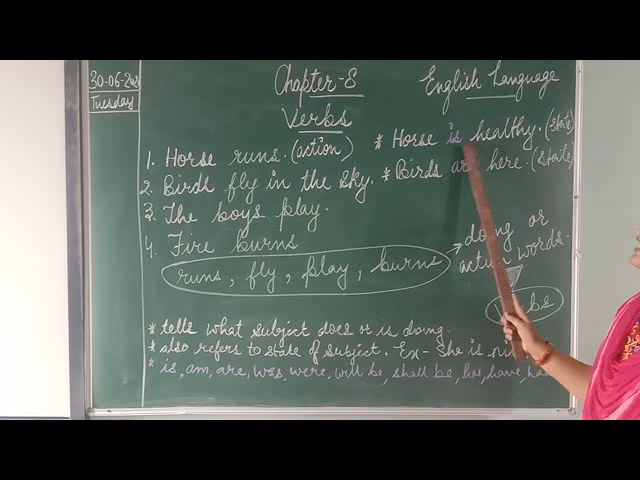 30-06-202
Tuesday
Chapter-8
English Language
Verbs
1. Horse runs. (action)
* Horse is healthy. (state)
2. Birds fly in the sky.
* Birds are here. (state)
3. The boys play.
4. Fire burns
runs, fly, play, burns
doing or
action words.
* tells what subject does or is doing.
* also refers to state of subject. Ex- She is
* is, am, are, was, were, will be, shall be, has, have,